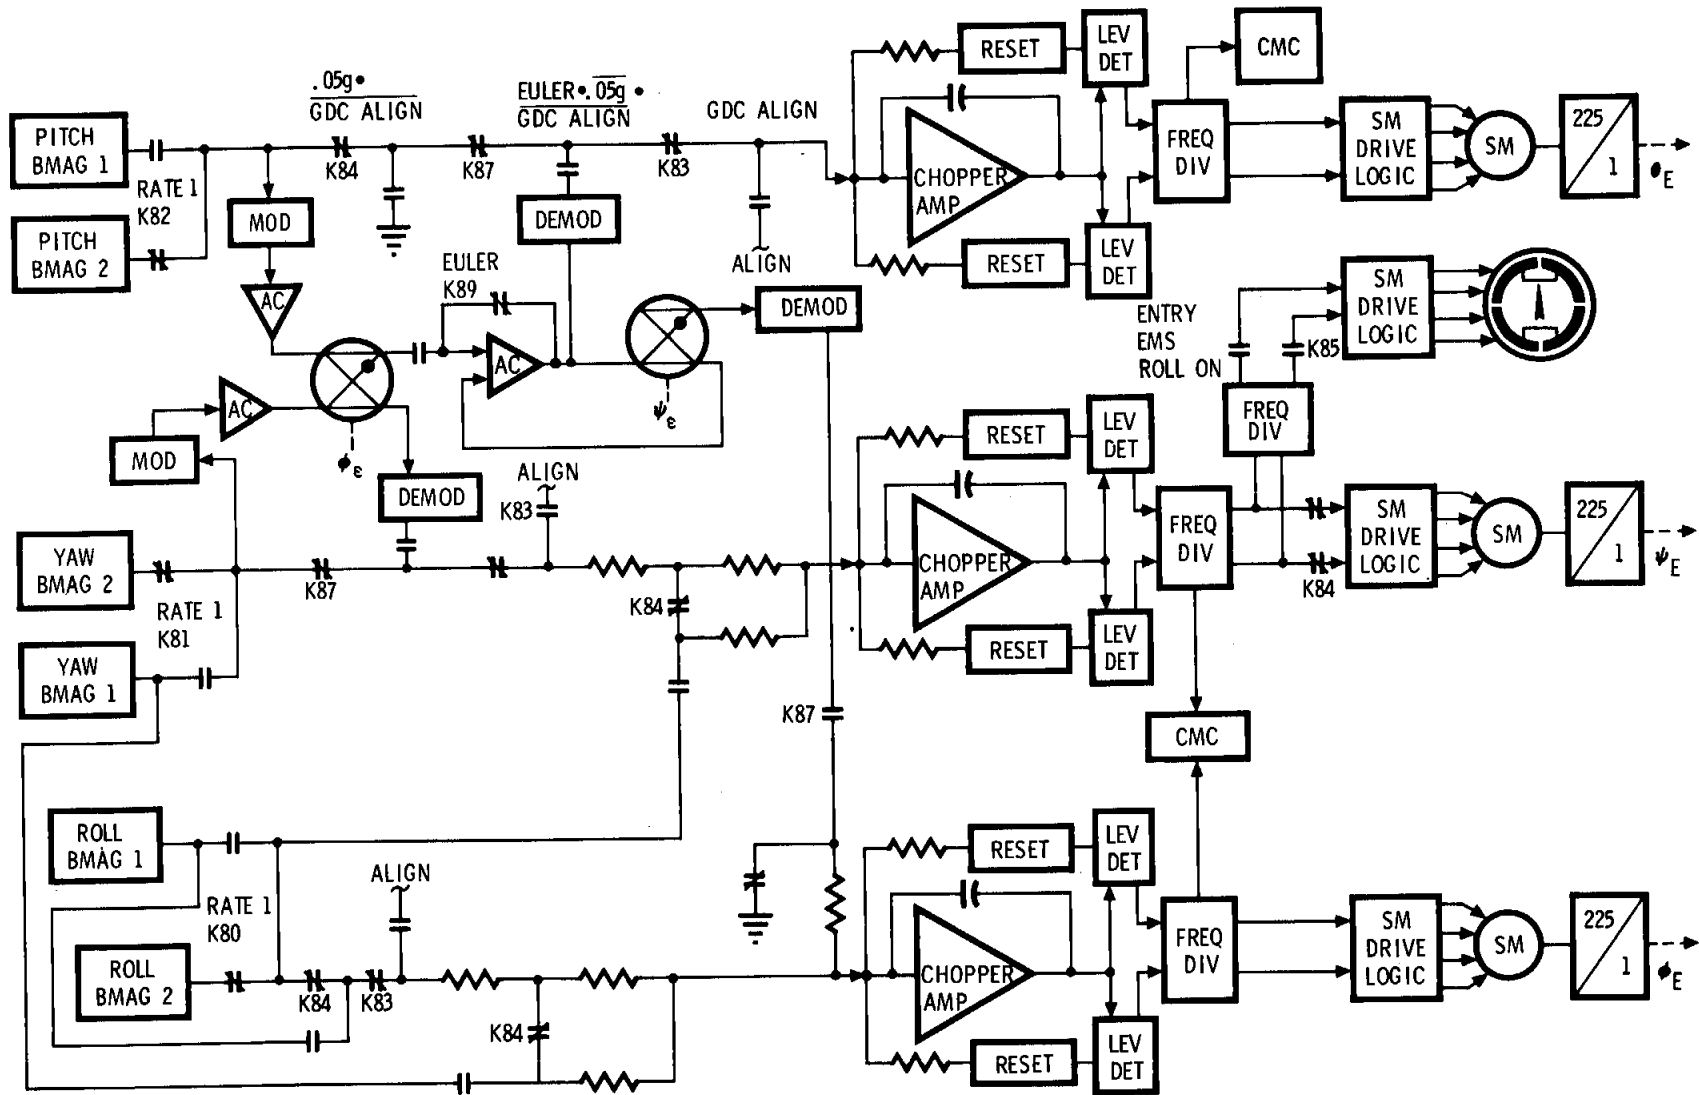 .05g •
GDC ALIGN
EULER • .05g •
GDC ALIGN
GDC ALIGN
PITCH
BMAG 1
RATE 1
K82
PITCH
BMAG 2
K84
K87
K83
MOD
DEMOD
AC
EULER
K89
AC
ALIGN
RESET
LEV
DET
CHOPPER
AMP
RESET
LEV
DET
FREQ
DIV
CMC
SM
DRIVE
LOGIC
SM
225
1
θE
DEMOD
ψε
AC
MOD
ϕε
DEMOD
ALIGN
K83
ENTRY
EMS
ROLL ON
K85
SM
DRIVE
LOGIC
FREQ
DIV
YAW
BMAG 2
RATE 1
K81
YAW
BMAG 1
K87
K84
RESET
LEV
DET
CHOPPER
AMP
RESET
LEV
DET
FREQ
DIV
K84
SM
DRIVE
LOGIC
SM
225
1
ψE
K87
CMC
ROLL
BMAG 1
RATE 1
K80
ROLL
BMAG 2
ALIGN
K84
K83
K84
RESET
LEV
DET
CHOPPER
AMP
RESET
LEV
DET
FREQ
DIV
SM
DRIVE
LOGIC
SM
225
1
ϕE